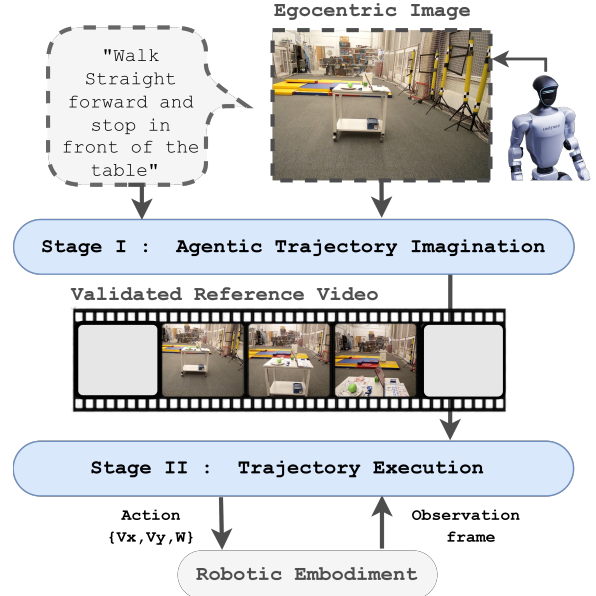 Egocentric Image
"Walk
Straight
forward and
stop in
front of the
table"
Stage I :  Agentic Trajectory Imagination
Validated Reference Video
Stage II :  Trajectory Execution
Action
{Vx,Vy,W}
Observation
frame
Robotic Embodiment